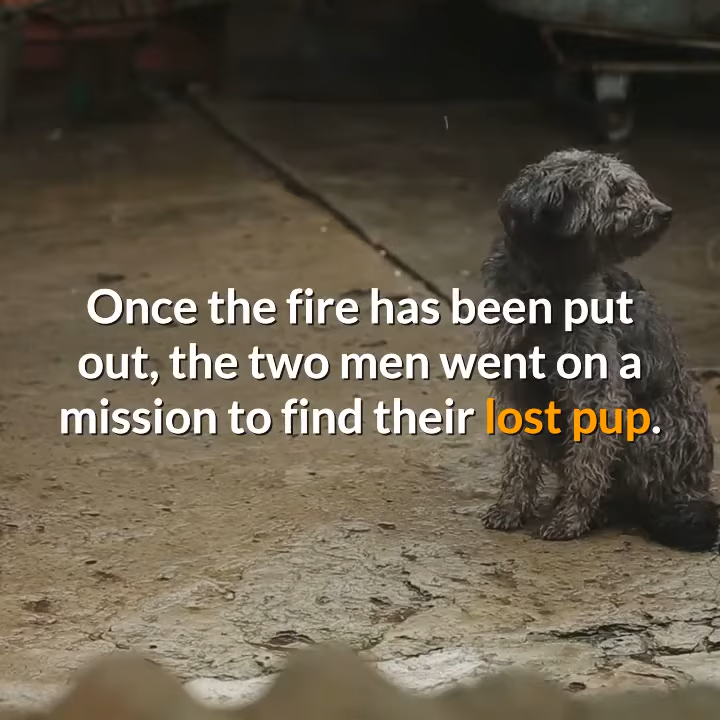 Once the fire has been put
out, the two men went on a
mission to find their lost pup.